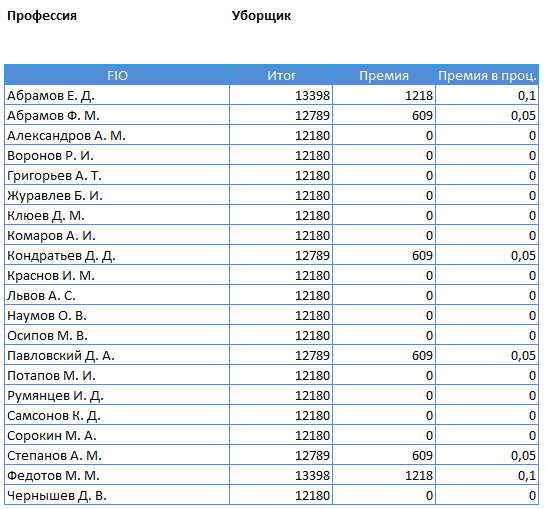 Профессия Уборщик
FIO Итог Премия Премия в проц.
Абрамов Е. Д. 13398 1218 0,1
Абрамов Ф. М. 12789 609 0,05
Александров А. М. 12180 0 0
Воронов Р. И. 12180 0 0
Григорьев А. Т. 12180 0 0
Журавлев Б. И. 12180 0 0
Клюев Д. М. 12180 0 0
Комаров А. И. 12180 0 0
Кондратьев Д. Д. 12789 609 0,05
Краснов И. М. 12180 0 0
Львов А. С. 12180 0 0
Наумов О. В. 12180 0 0
Осипов М. В. 12180 0 0
Павловский Д. А. 12789 609 0,05
Потапов М. И. 12180 0 0
Румянцев И. Д. 12180 0 0
Самсонов К. Д. 12180 0 0
Сорокин М. А. 12180 0 0
Степанов А. М. 12789 609 0,05
Федотов М. М. 13398 1218 0,1
Чернышев Д. В. 12180 0 0